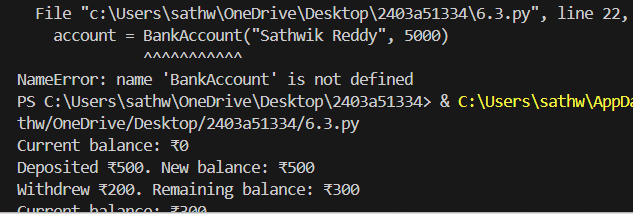 File "c:\Users\sathw\OneDrive\Desktop\2403a51334\6.3.py", line 22,
account = BankAccount("Sathwik Reddy", 5000)
^^^^^^^^^^^
NameError: name 'BankAccount' is not defined
PS C:\Users\sathw\OneDrive\Desktop\2403a51334> & C:\Users\sathw\AppDa
thw/OneDrive/Desktop/2403a51334/6.3.py
Current balance: ₹0
Deposited ₹500. New balance: ₹500
Withdrew ₹200. Remaining balance: ₹300
Current balance: ₹300